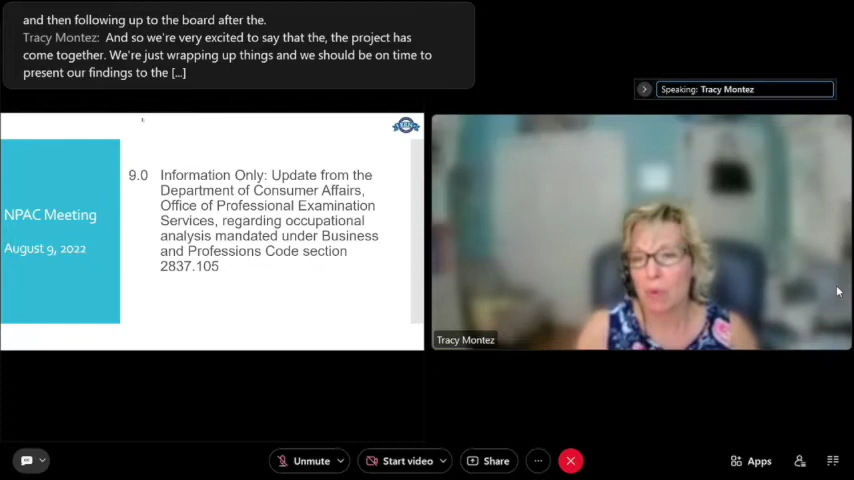 and then following up to the board after the.
Tracy Montez: And so we're very excited to say that the, the project has
come together. We're just wrapping up things and we should be on time to
present our findings to the [...]
Speaking: Tracy Montez
NPAC Meeting
August 9, 2022
9.0 Information Only: Update from the
Department of Consumer Affairs,
Office of Professional Examination
Services, regarding occupational
analysis mandated under Business
and Professions Code section
2837.105
Tracy Montez
Unmute
Start video
Share
Apps